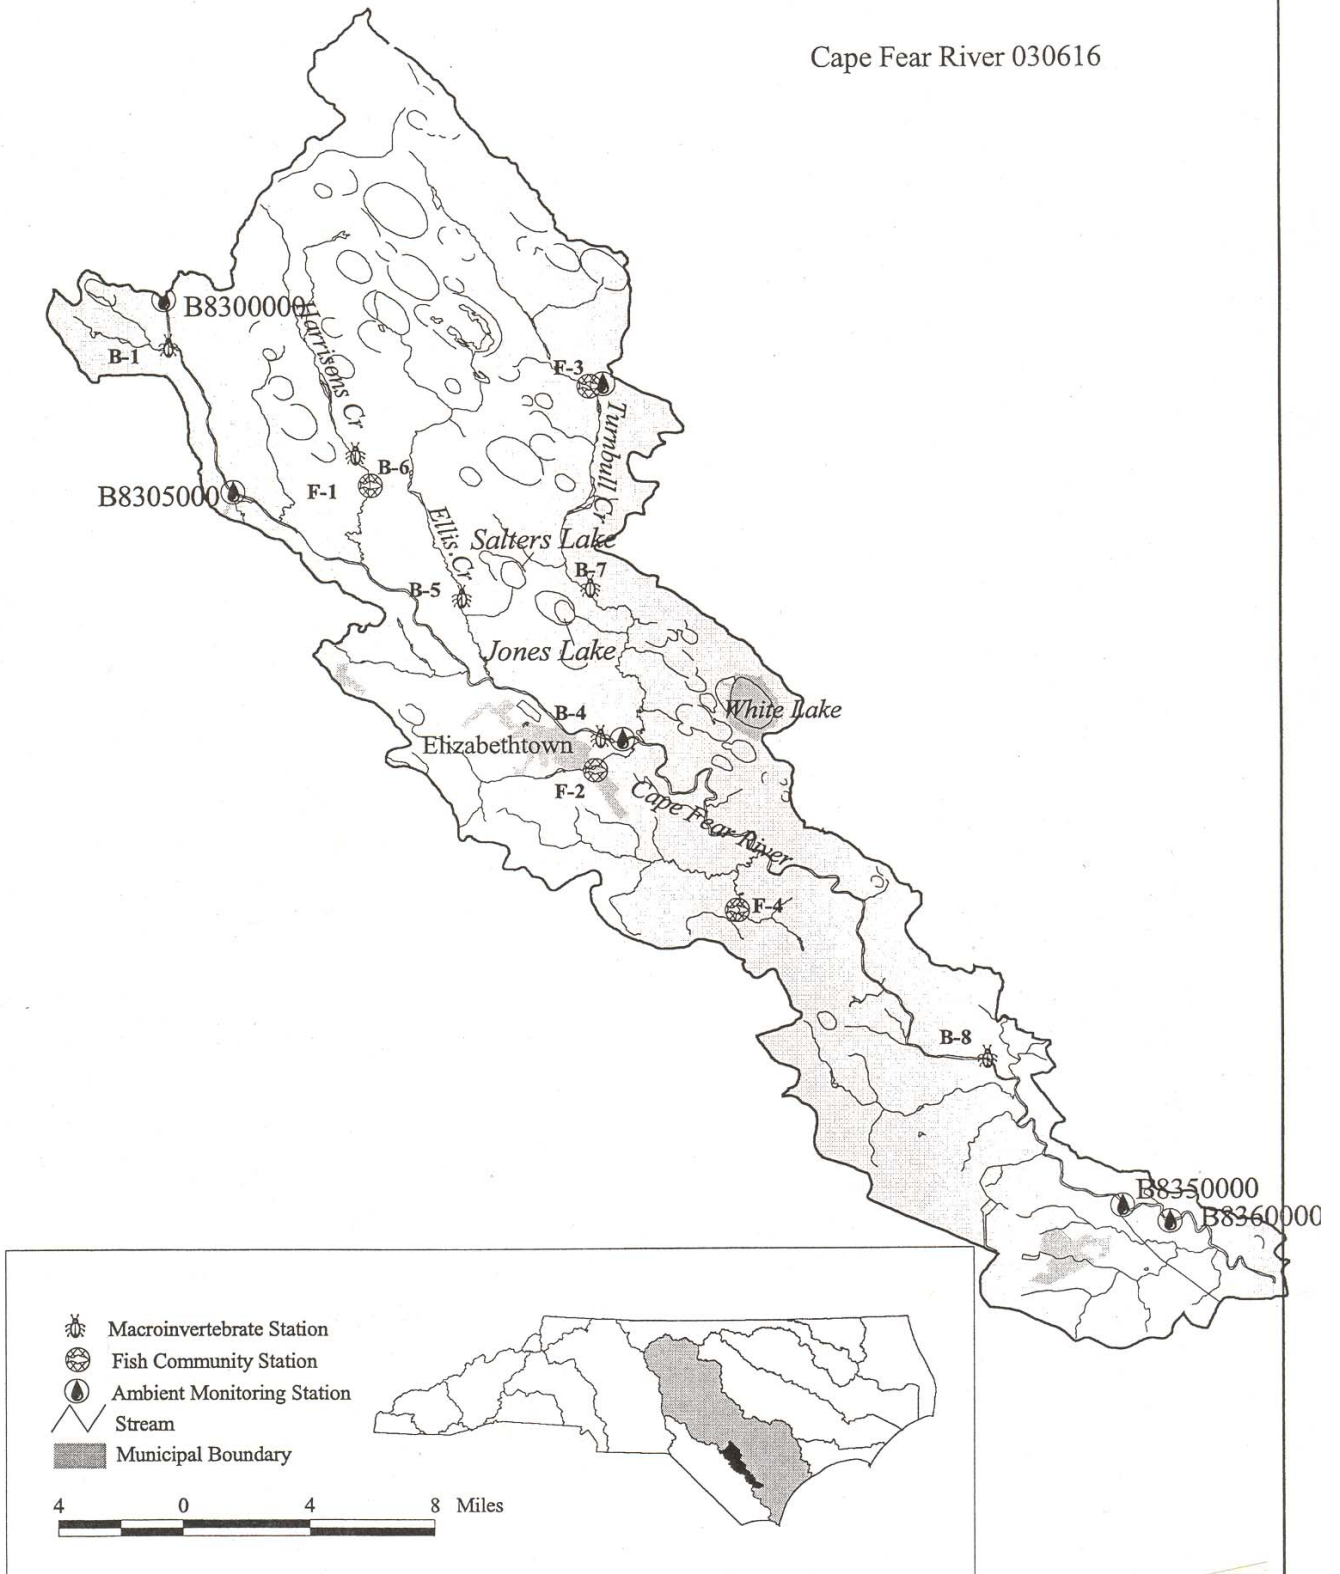 Cape Fear River 030616
B8300000
B-1
Harrisons Cr
F-3
Turnbull Cr
B-6
F-1
B8305000
Ellis Cr
Salters Lake
B-7
B-5
Jones Lake
White Lake
B-4
Elizabethtown
F-2
Cape Fear River
F-4
B-8
B8350000
B8360000
Macroinvertebrate Station
Fish Community Station
Ambient Monitoring Station
Stream
Municipal Boundary
4 0 4 8 Miles